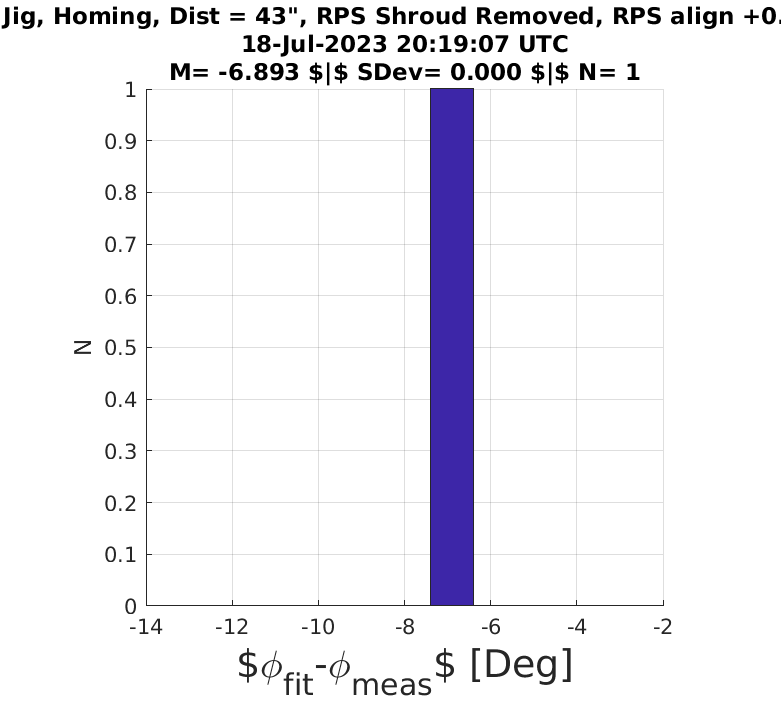 Jig, Homing, Dist = 43", RPS Shroud Removed, RPS align +0.
18-Jul-2023 20:19:07 UTC
M= -6.893 $|$ SDev= 0.000 $|$ N= 1
1
0.9
0.8
0.7
0.6
0.5
0.4
0.3
0.2
0.1
0
N
-14 -12 -10 -8 -6 -4 -2
$ϕfit-ϕmeas$ [Deg]